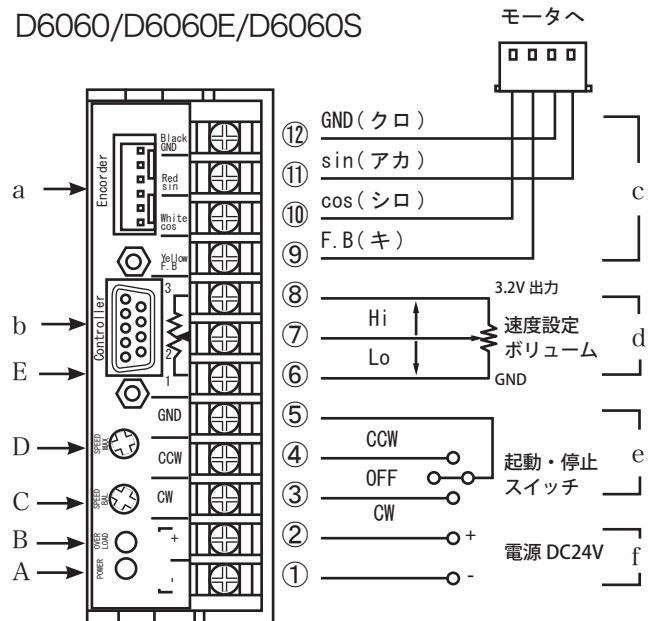 D6060/D6060E/D6060S
モータへ
Encorder
Black
GND
Red
sin
White
cos
Yellow
F.B
Controller
3
2
1
GND
CCW
CW
SPEED
MAX
SPEED
BAL
OVER
LOAD
POWER
+
-
a
b
E
D
C
B
A
⑫ GND(クロ)
⑪ sin(アカ)
⑩ cos(シロ)
⑨ F.B(キ)
c
⑧ 3.2V 出力
⑦ Hi
Lo
⑥ GND
速度設定
ボリューム
d
⑤
④ CCW
OFF
③
CW
起動・停止
スイッチ
e
② +
① -
電源 DC24V
f